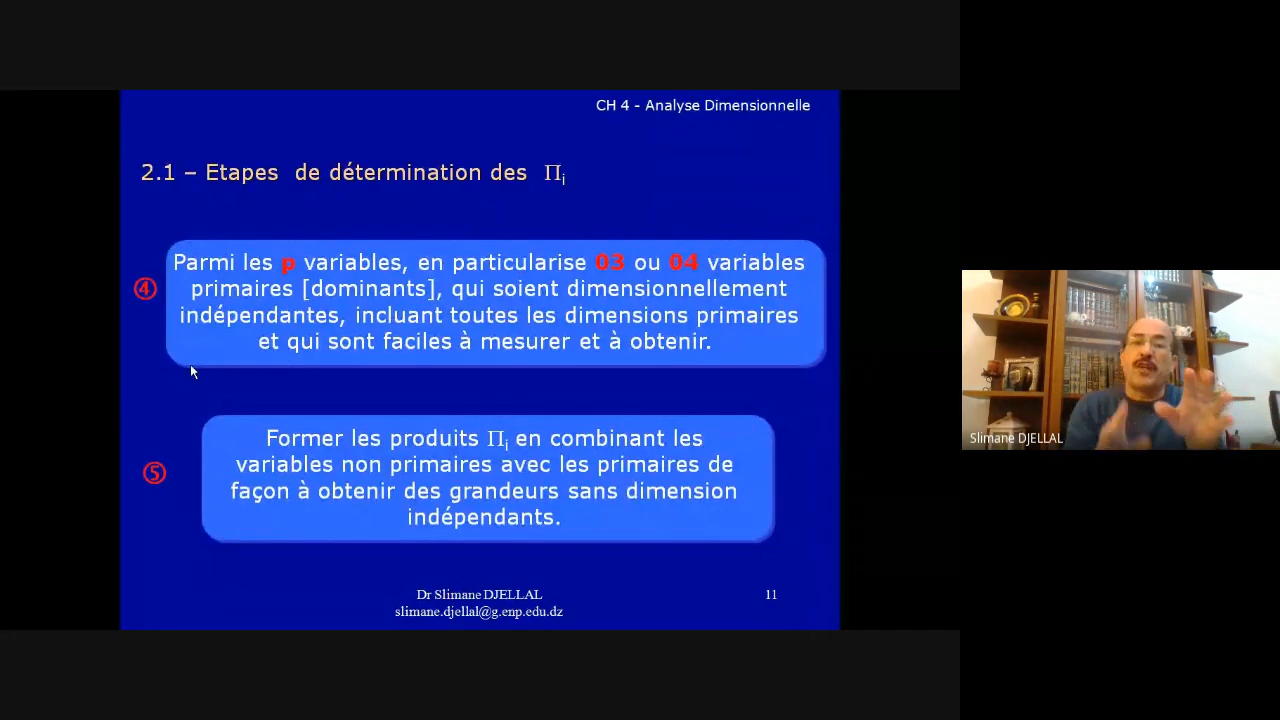 CH 4 - Analyse Dimensionnelle
2.1 – Etapes de détermination des Πi
④
Parmi les p variables, en particularise 03 ou 04 variables
primaires [dominants], qui soient dimensionnellement
indépendantes, incluant toutes les dimensions primaires
et qui sont faciles à mesurer et à obtenir.
⑤
Former les produits Πi en combinant les
variables non primaires avec les primaires de
façon à obtenir des grandeurs sans dimension
indépendants.
Dr Slimane DJELLAL
slimane.djellal@g.enp.edu.dz
11
Slimane DJELLAL